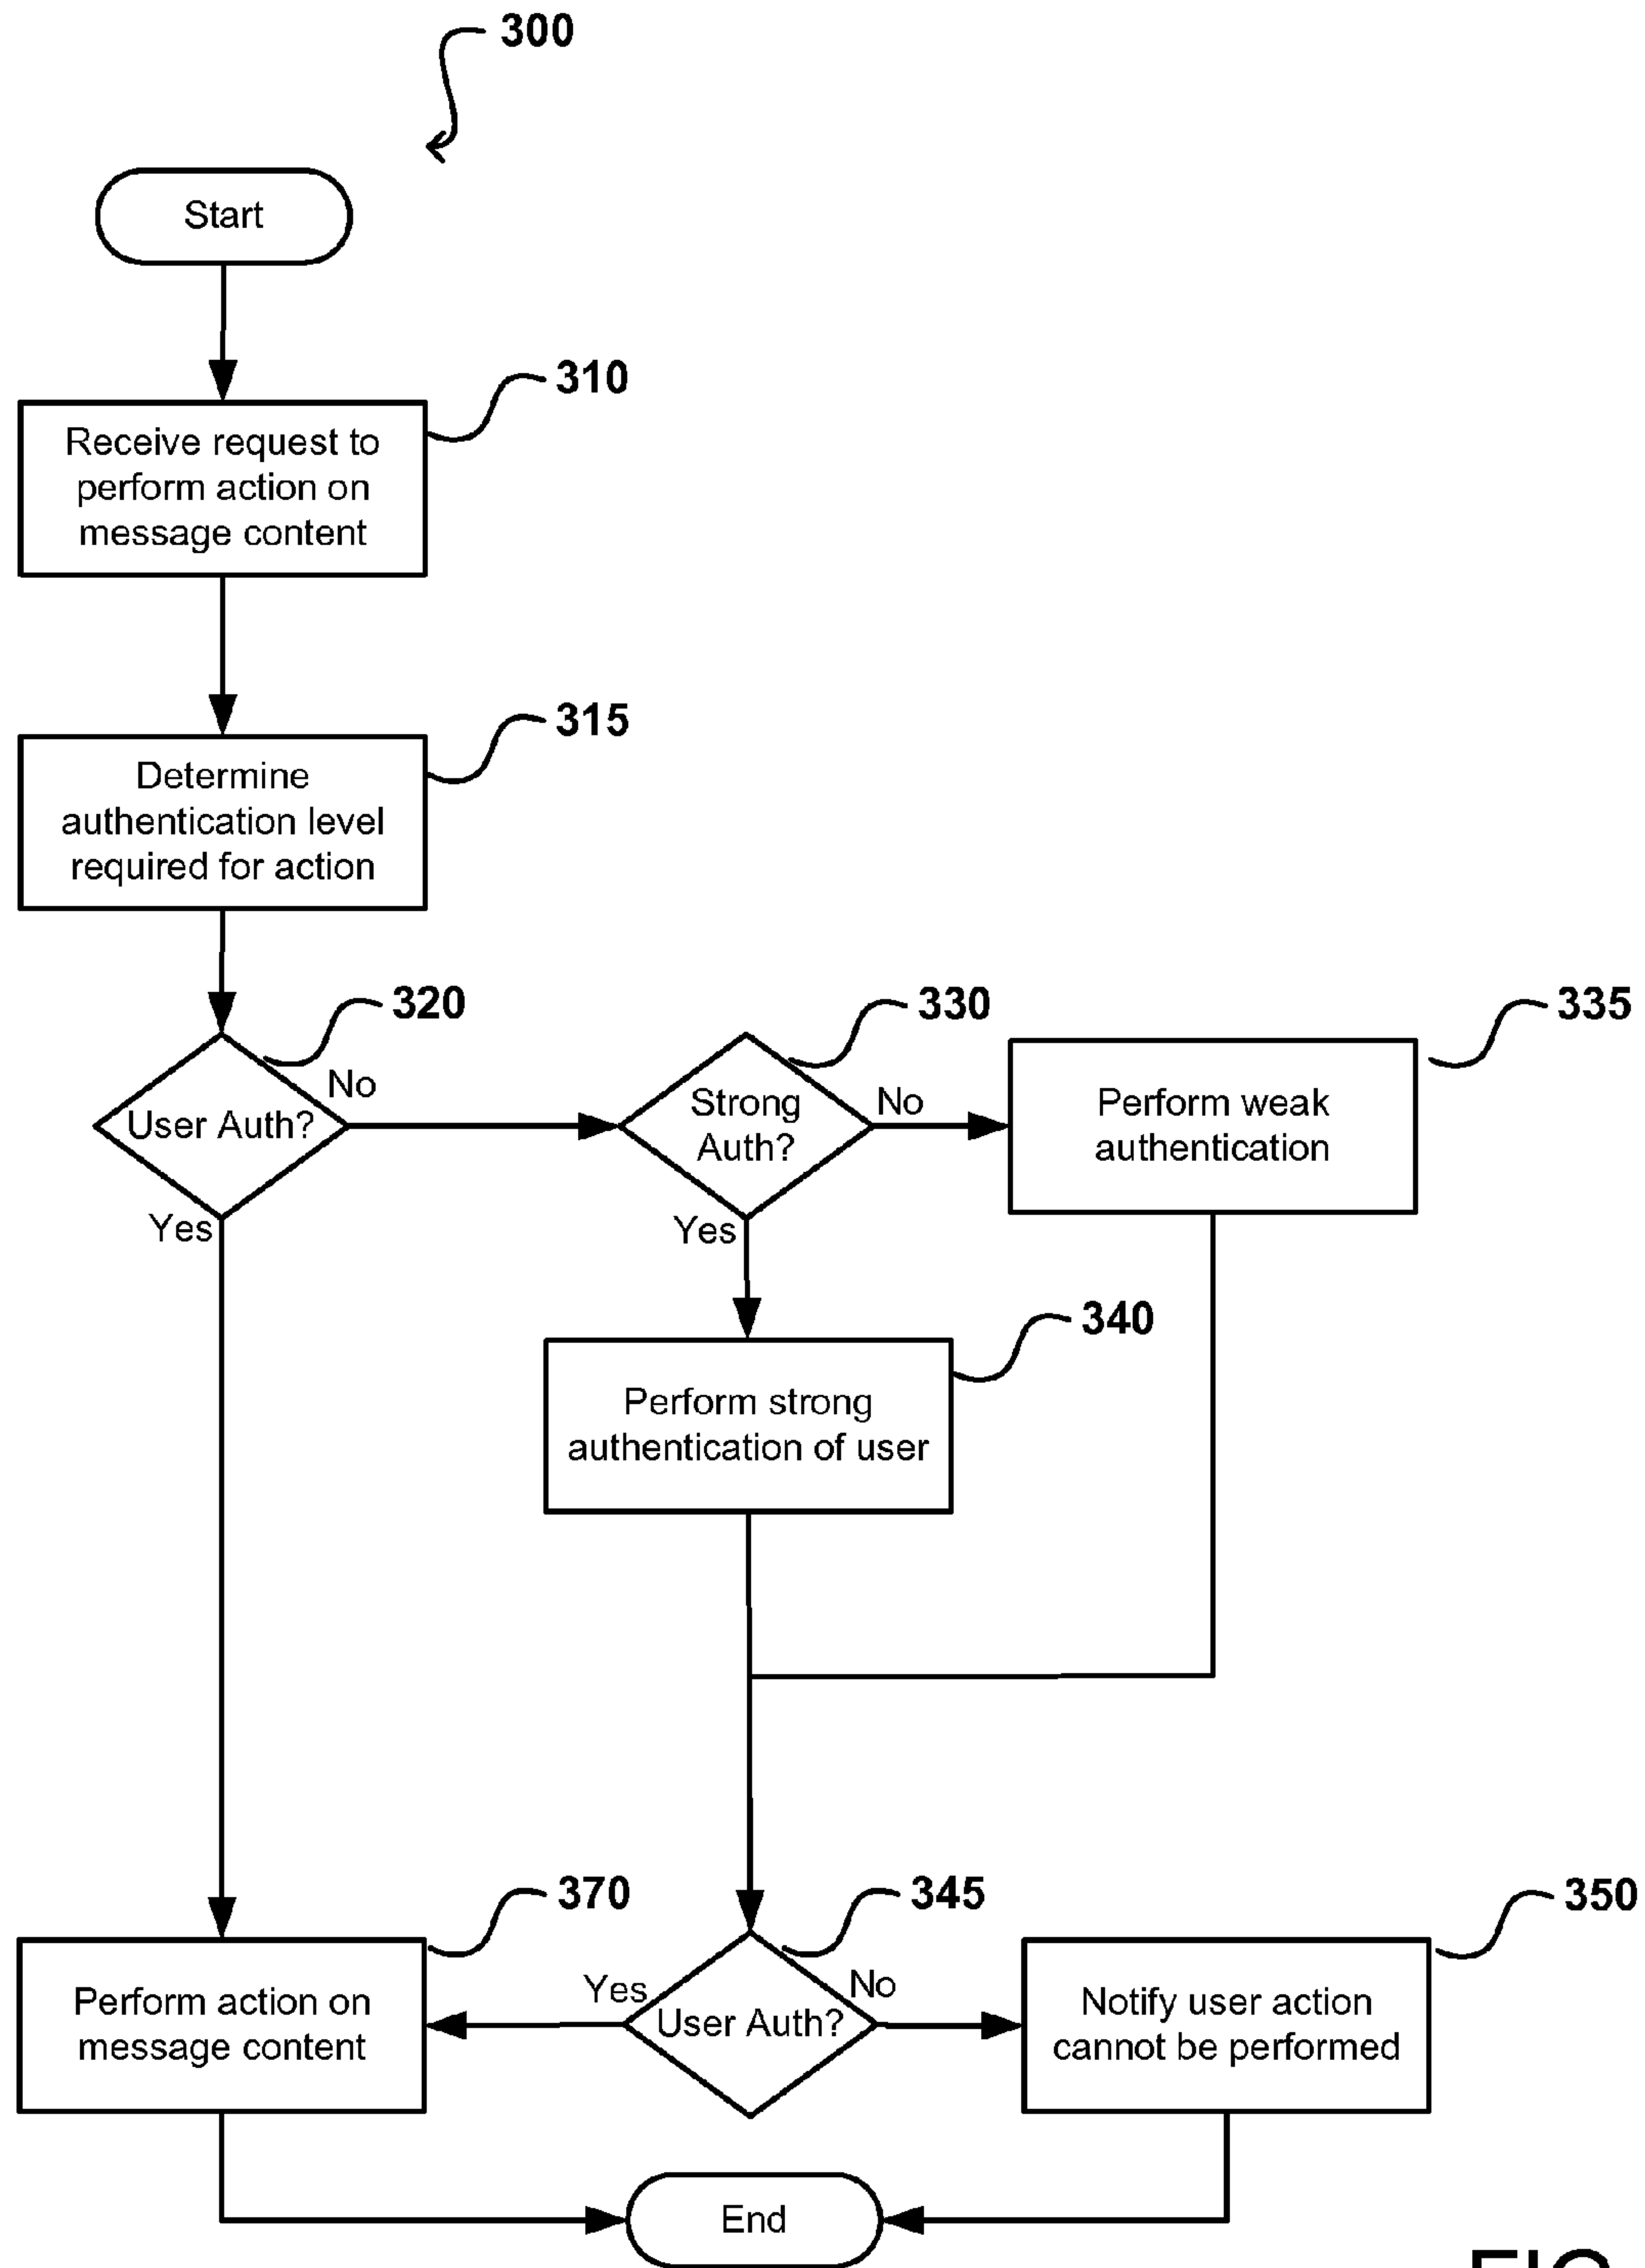 300
Start
310
Receive request to
perform action on
message content
315
Determine
authentication level
required for action
320
User Auth?
No
Yes
330
Strong
Auth?
No
Yes
335
Perform weak
authentication
340
Perform strong
authentication of user
370
Perform action on
message content
345
User Auth?
Yes
No
350
Notify user action
cannot be performed
End